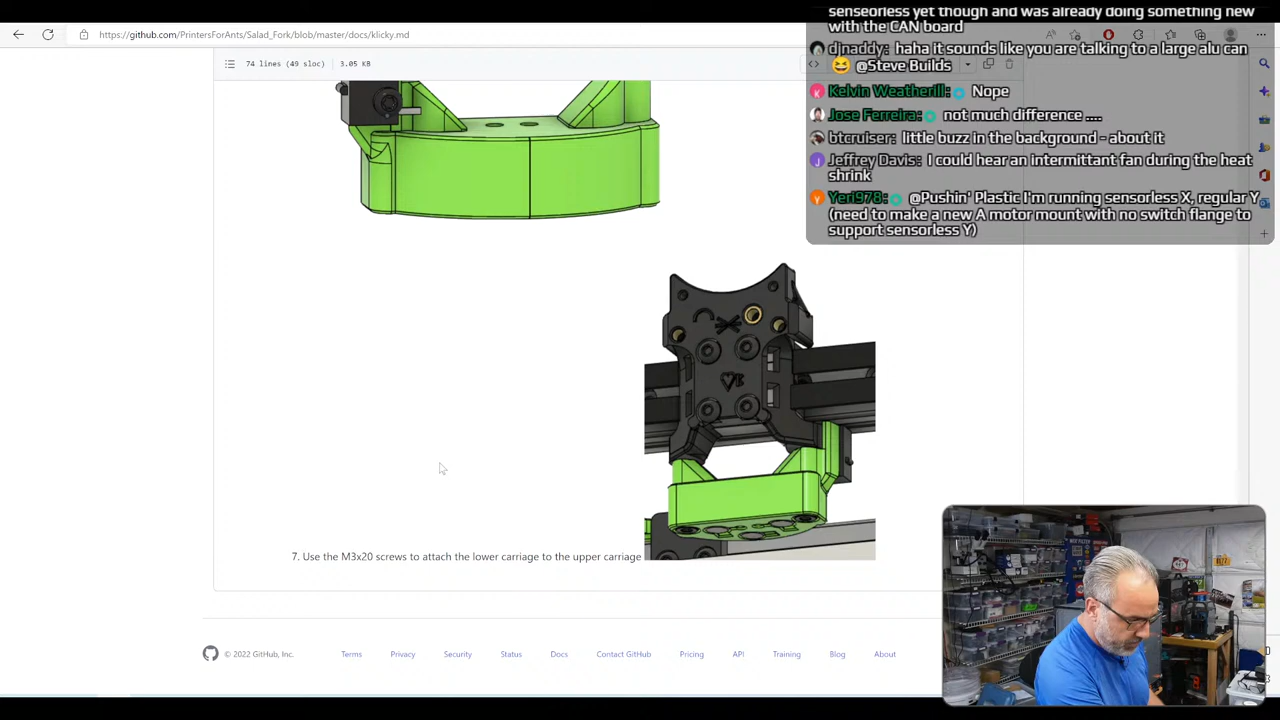 senseorless yet though and was already doing something new
with the CAN board
https://github.com/PrintersForAnts/Salad_Fork/blob/master/docs/klicky.md
djnaddy: haha it sounds like you are talking to a large alu can
😆 @Steve Builds
74 lines (49 sloc) 3.05 KB
Kelvin Weatherill: Nope
Jose Ferreira: not much difference ....
btcruiser: little buzz in the background - about it
Jeffrey Davis: I could hear an intermittant fan during the heat
shrink
Yeri978: @Pushin' Plastic I'm running sensorless X, regular Y
(need to make a new A motor mount with no switch flange to
support sensorless Y)
7. Use the M3x20 screws to attach the lower carriage to the upper carriage
© 2022 GitHub, Inc. Terms Privacy Security Status Docs Contact GitHub Pricing API Training Blog About